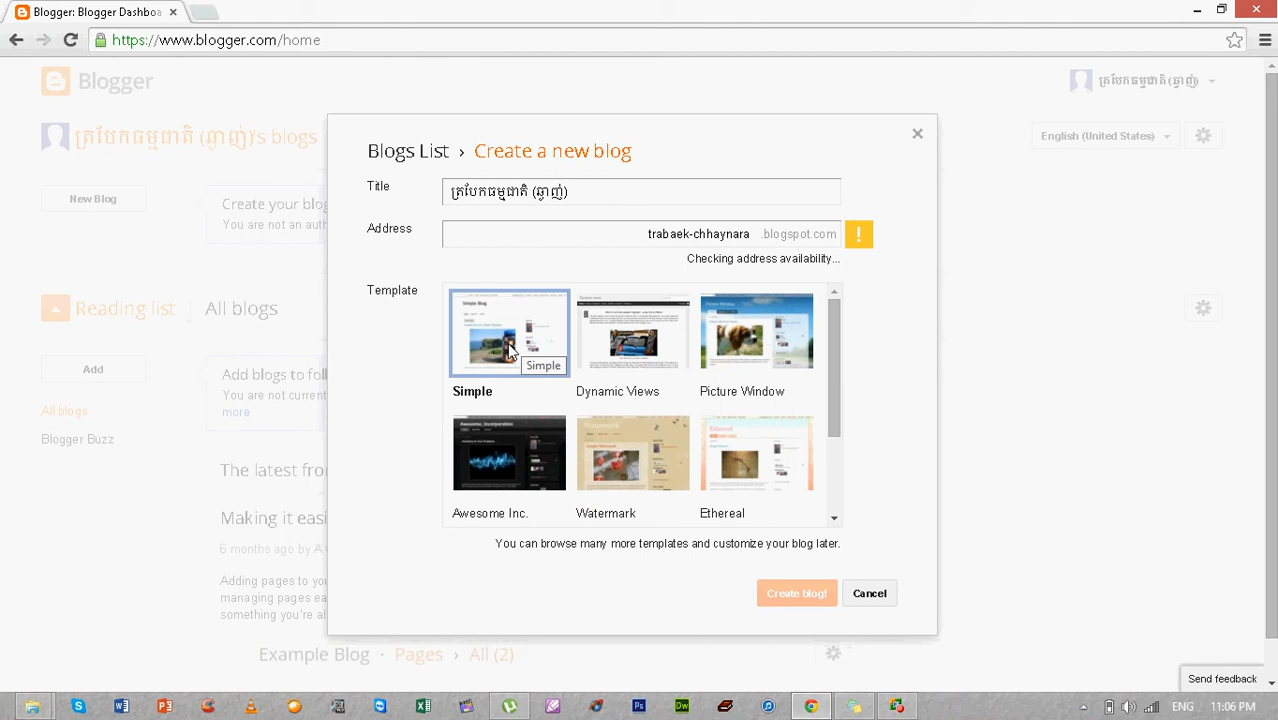 Blogger: Blogger Dashboa
https://www.blogger.com/home
Blogger
ត្របែកធម្មជាតិ (ឆ្ងាញ់)
ត្របែកធម្មជាតិ (ឆ្ងាញ់)'s blogs
English (United States)
Blogs List › Create a new blog
Title
ត្របែកធម្មជាតិ (ឆ្ងាញ់)
New Blog
Create your blog
You are not an auth
Address
trabaek-chhaynara .blogspot.com
!
Checking address availability...
Template
Reading list
All blogs
Simple
Simple
Dynamic Views
Picture Window
Add
Add blogs to follo
You are not current
more
All blogs
Blogger Buzz
Awesome Inc.
Watermark
Ethereal
The latest from
Making it easi
6 months ago by A
Adding pages to you
managing pages ea
something you're al
You can browse many more templates and customize your blog later.
Create blog!
Cancel
Example Blog · Pages › All (2)
Send feedback
ENG
11:06 PM